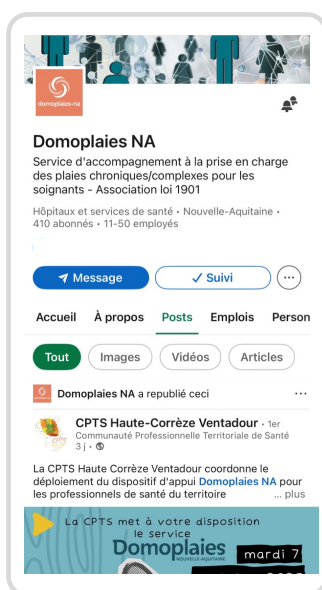 domoplaies-na
Domoplaies NA
Service d'accompagnement à la prise en charge
des plaies chroniques/complexes pour les
soignants - Association loi 1901
Hôpitaux et services de santé • Nouvelle-Aquitaine •
410 abonnés • 11-50 employés
Message
Suivi
Accueil À propos Posts Emplois Person
Tout Images Vidéos Articles
Domoplaies NA a republié ceci
CPTS Haute-Corrèze Ventadour • 1er
Communauté Professionnelle Territoriale de Santé
3 j •
La CPTS Haute Corrèze Ventadour coordonne le
déploiement du dispositif d'appui Domoplaies NA pour
les professionnels de santé du territoire ... plus
La CPTS met à votre disposition
le service
Domoplaies
NOUVELLE-AQUITAINE
mardi 7